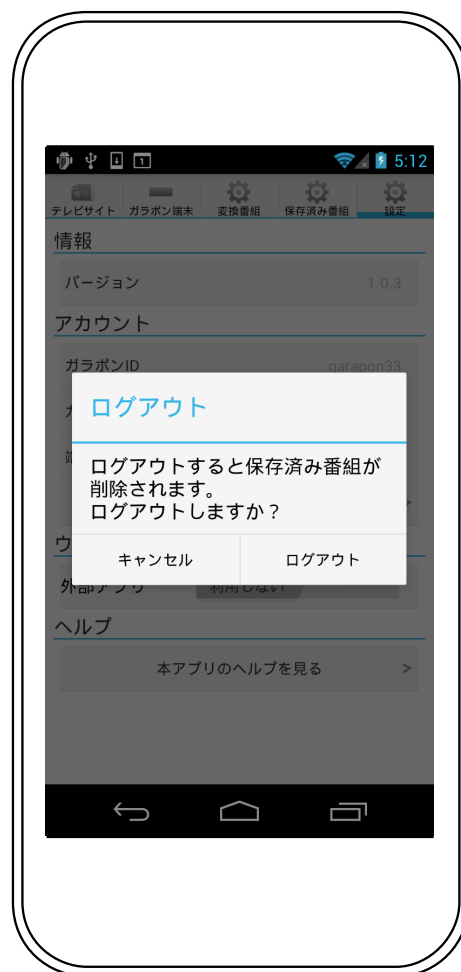 5:12
テレビサイト ガラポン端末 変換番組 保存済み番組 設定
情報
バージョン 1.0.3
アカウント
ガラポンID garapon33
ログアウト
ログアウトすると保存済み番組が
削除されます。
ログアウトしますか？
キャンセル ログアウト
外部アプリ 利用しない
ヘルプ
本アプリのヘルプを見る >